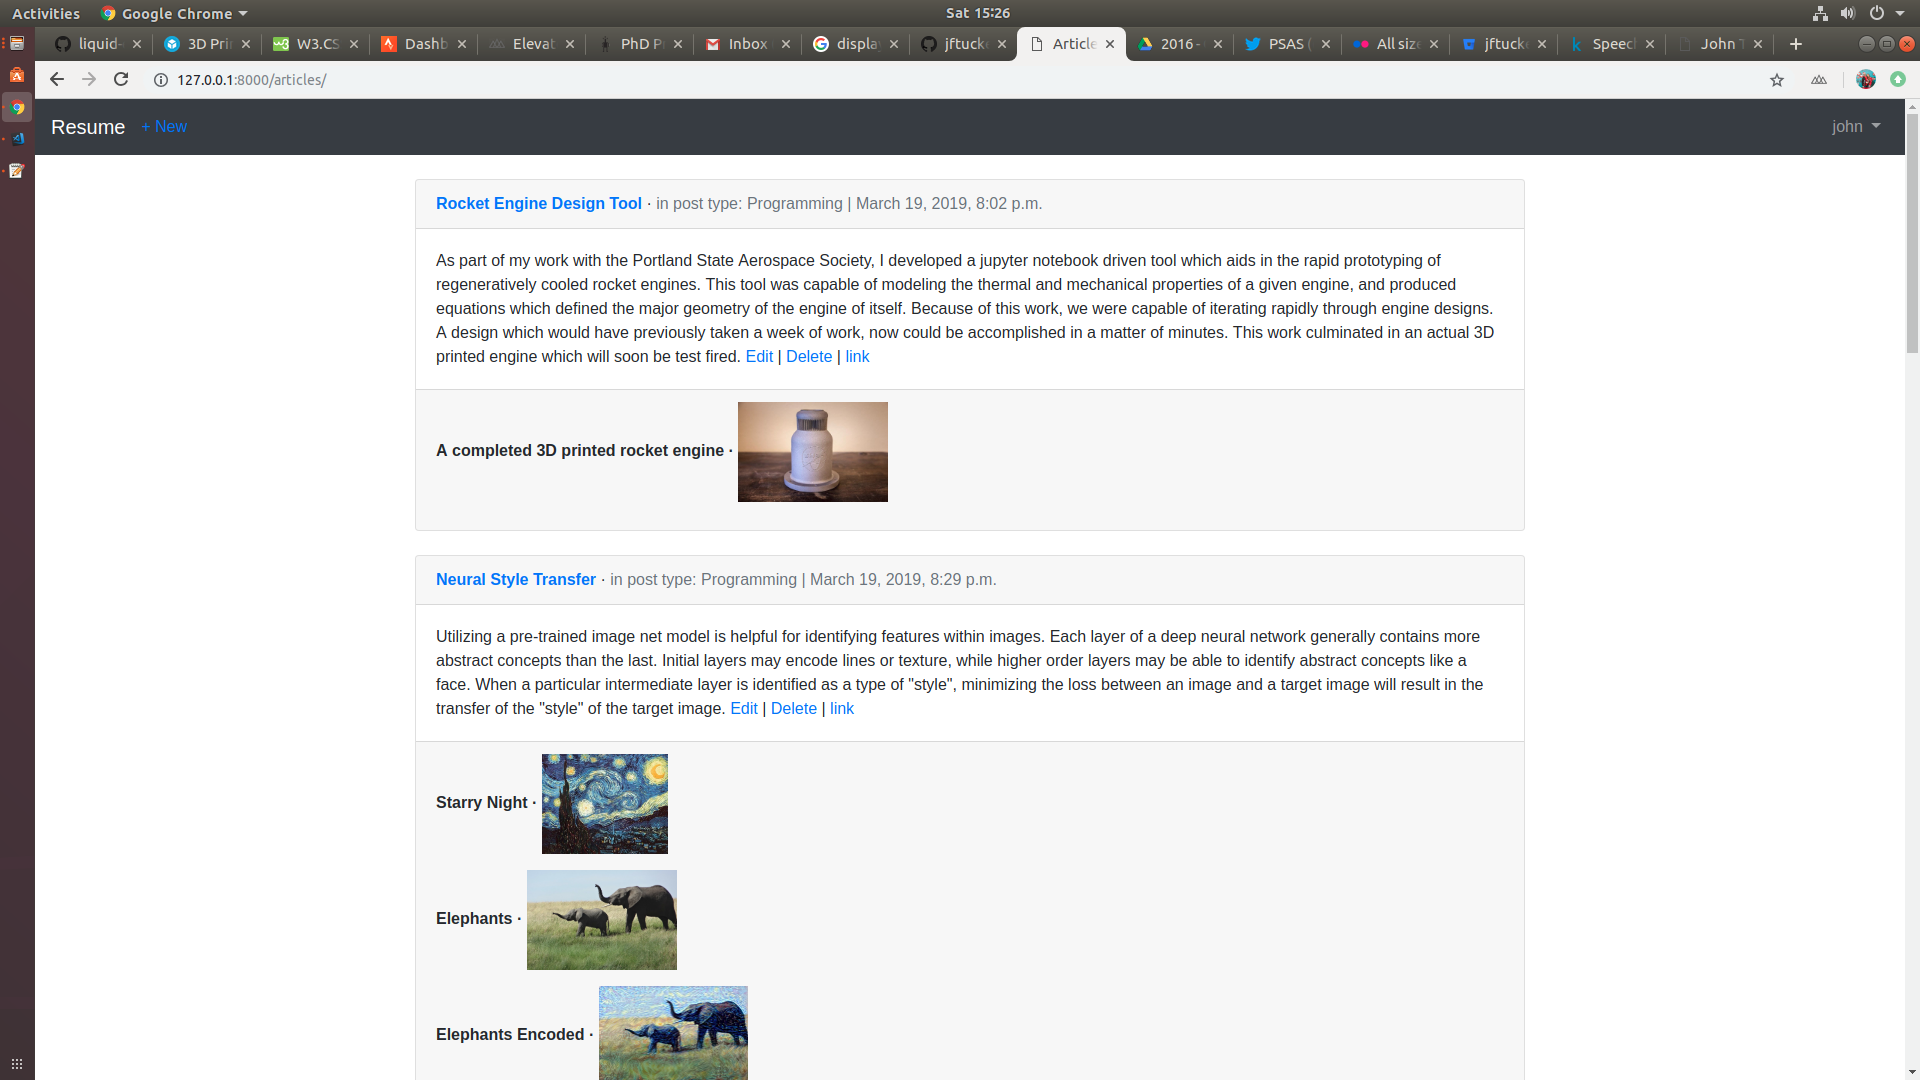 Activities Google Chrome Sat 15:26
liquid- 3D Pri W3.CS Dashb Elevat PhD P Inbox display jftucke Article 2016 - PSAS ( All size jftuck Speec John T
127.0.0.1:8000/articles/
Resume + New john
Rocket Engine Design Tool · in post type: Programming | March 19, 2019, 8:02 p.m.
As part of my work with the Portland State Aerospace Society, I developed a jupyter notebook driven tool which aids in the rapid prototyping of
regeneratively cooled rocket engines. This tool was capable of modeling the thermal and mechanical properties of a given engine, and produced
equations which defined the major geometry of the engine of itself. Because of this work, we were capable of iterating rapidly through engine designs.
A design which would have previously taken a week of work, now could be accomplished in a matter of minutes. This work culminated in an actual 3D
printed engine which will soon be test fired. Edit | Delete | link
A completed 3D printed rocket engine ·
Neural Style Transfer · in post type: Programming | March 19, 2019, 8:29 p.m.
Utilizing a pre-trained image net model is helpful for identifying features within images. Each layer of a deep neural network generally contains more
abstract concepts than the last. Initial layers may encode lines or texture, while higher order layers may be able to identify abstract concepts like a
face. When a particular intermediate layer is identified as a type of "style", minimizing the loss between an image and a target image will result in the
transfer of the "style" of the target image. Edit | Delete | link
Starry Night ·
Elephants ·
Elephants Encoded ·